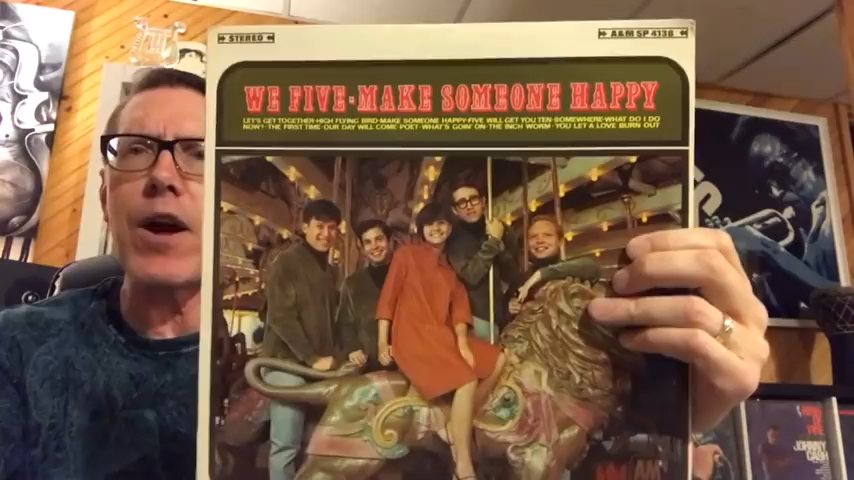 STEREO
A&M SP 4138
WE FIVE·MAKE SOMEONE HAPPY
LET'S GET TOGETHER·HIGH FLYING BIRD·MAKE SOMEONE HAPPY·FIVE WILL GET YOU TEN·SOMEWHERE·WHAT DO I DO
NOW?·THE FIRST TIME·OUR DAY WILL COME·POET·WHAT'S GOIN' ON·THE INCH WORM·YOU LET A LOVE BURN OUT
JOHNNY
CASH